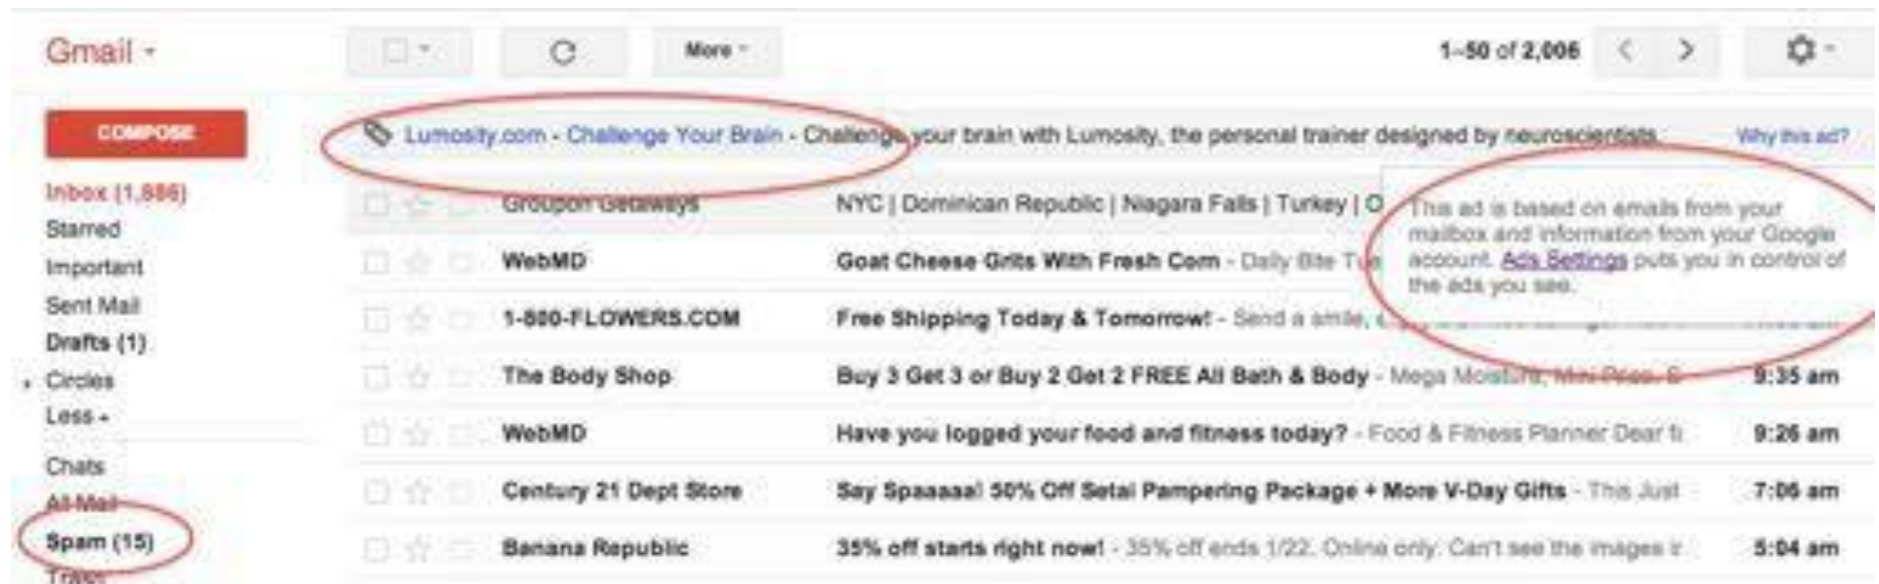 Gmail
More
1–50 of 2,006
COMPOSE
Lumosity.com - Challenge Your Brain - Challenge your brain with Lumosity, the personal trainer designed by neuroscientists.
Why this ad?
Inbox (1,886)
Starred
Important
Sent Mail
Drafts (1)
Circles
Less
Chats
All Mail
Spam (15)
Trash
Groupon Getaways NYC | Dominican Republic | Niagara Falls | Turkey | O
WebMD Goat Cheese Grits With Fresh Corn - Daily Bite Tue
1-800-FLOWERS.COM Free Shipping Today & Tomorrow! - Send a smile,
The Body Shop Buy 3 Get 3 or Buy 2 Get 2 FREE All Bath & Body - Mega Moisture, Mini 9:35 am
WebMD Have you logged your food and fitness today? - Food & Fitness Planner Dear 9:26 am
Century 21 Dept Store Say Spaaaaa! 50% Off Setai Pampering Package + More V-Day Gifts - This Just 7:06 am
Banana Republic 35% off starts right now! - 35% off ends 1/22. Online only. Can't see the images 5:04 am
This ad is based on emails from your
mailbox and information from your Google
account. Ads Settings puts you in control of
the ads you see.